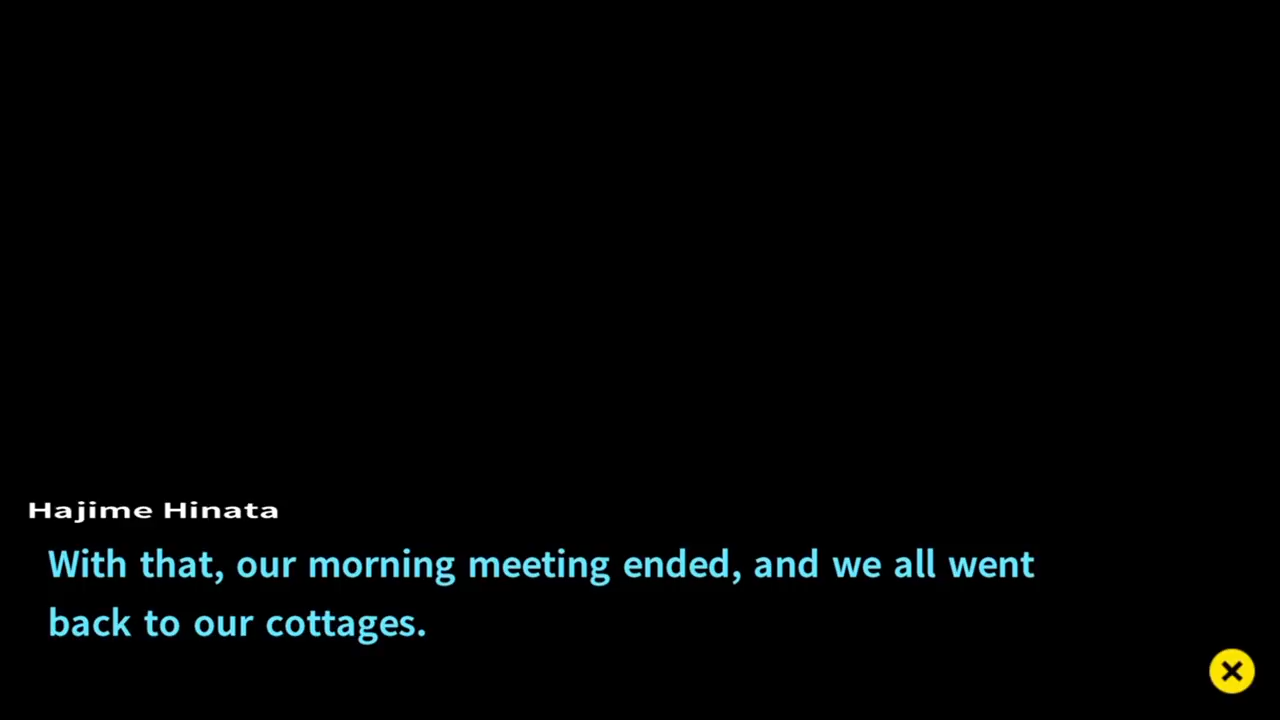 Hajime Hinata
With that, our morning meeting ended, and we all went
back to our cottages.